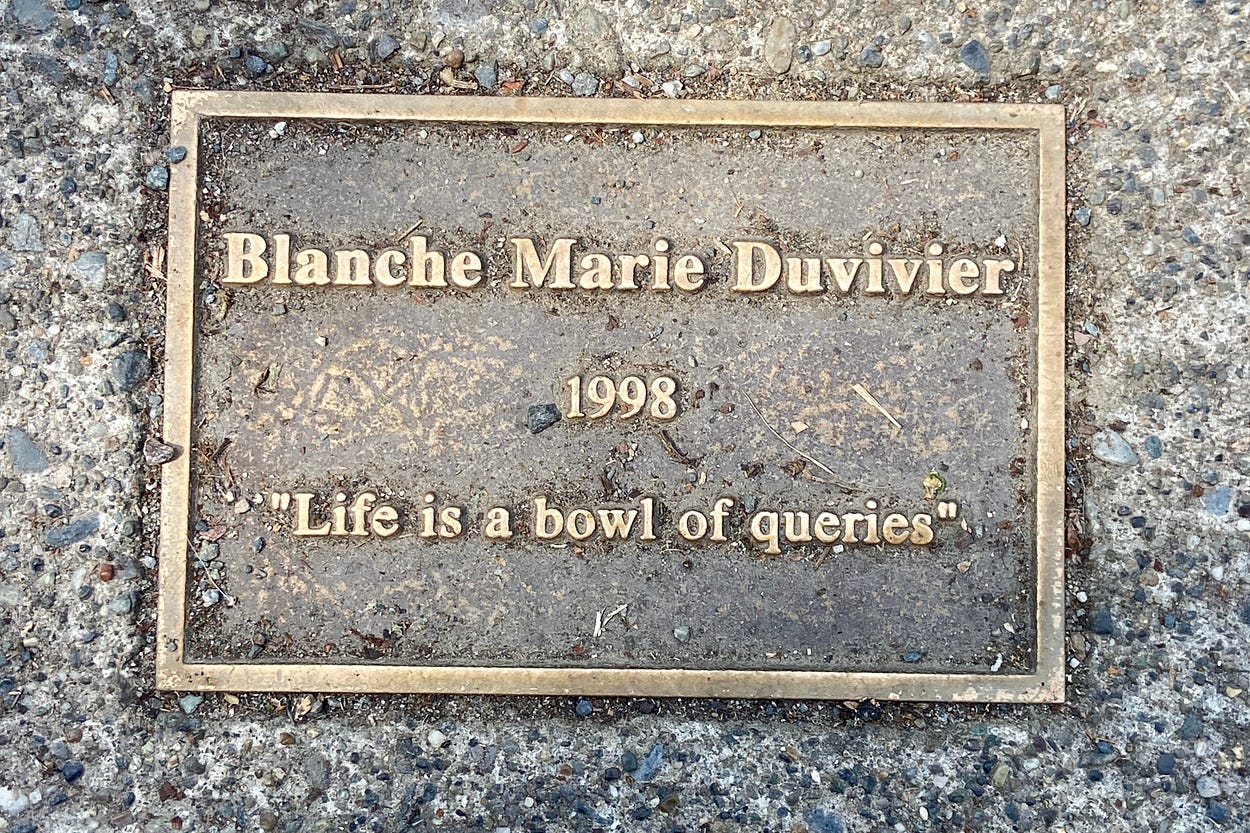 Blanche Marie Duvivier
1998
"Life is a bowl of queries"